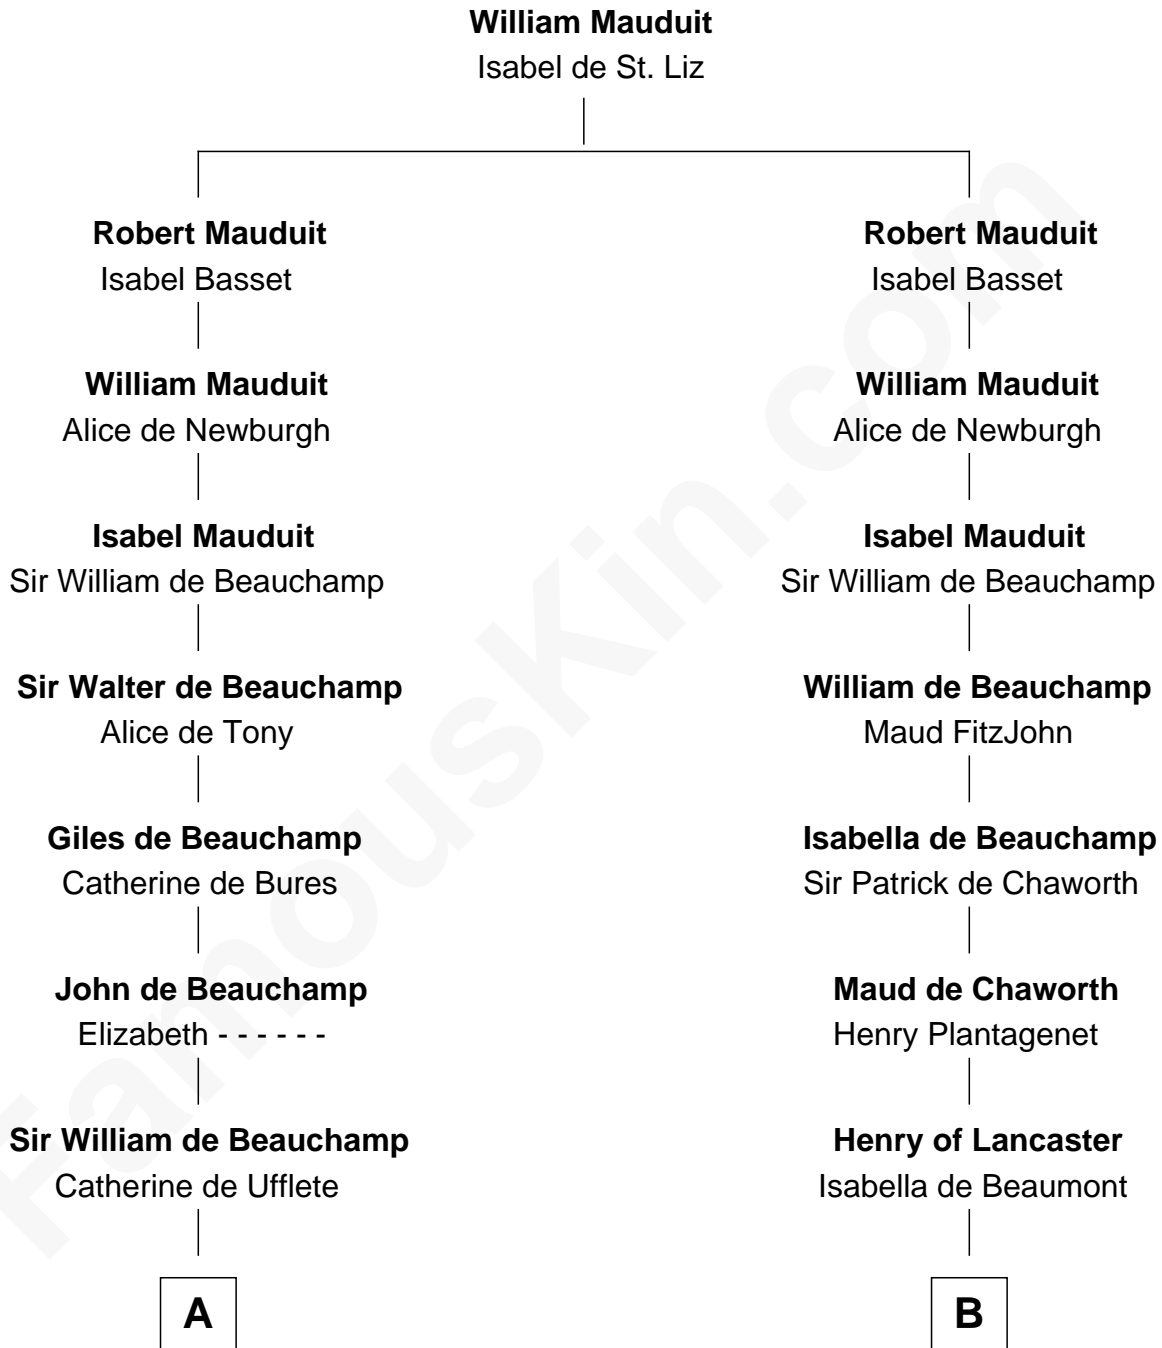 William Mauduit
Isabel de St. Liz
Robert Mauduit
Isabel Basset
Robert Mauduit
Isabel Basset
William Mauduit
Alice de Newburgh
William Mauduit
Alice de Newburgh
Isabel Mauduit
Sir William de Beauchamp
Isabel Mauduit
Sir William de Beauchamp
Sir Walter de Beauchamp
Alice de Tony
William de Beauchamp
Maud FitzJohn
Giles de Beauchamp
Catherine de Bures
Isabella de Beauchamp
Sir Patrick de Chaworth
John de Beauchamp
Elizabeth - - - - - -
Maud de Chaworth
Henry Plantagenet
Sir William de Beauchamp
Catherine de Ufflete
Henry of Lancaster
Isabella de Beaumont
A
B
FamousKin.com